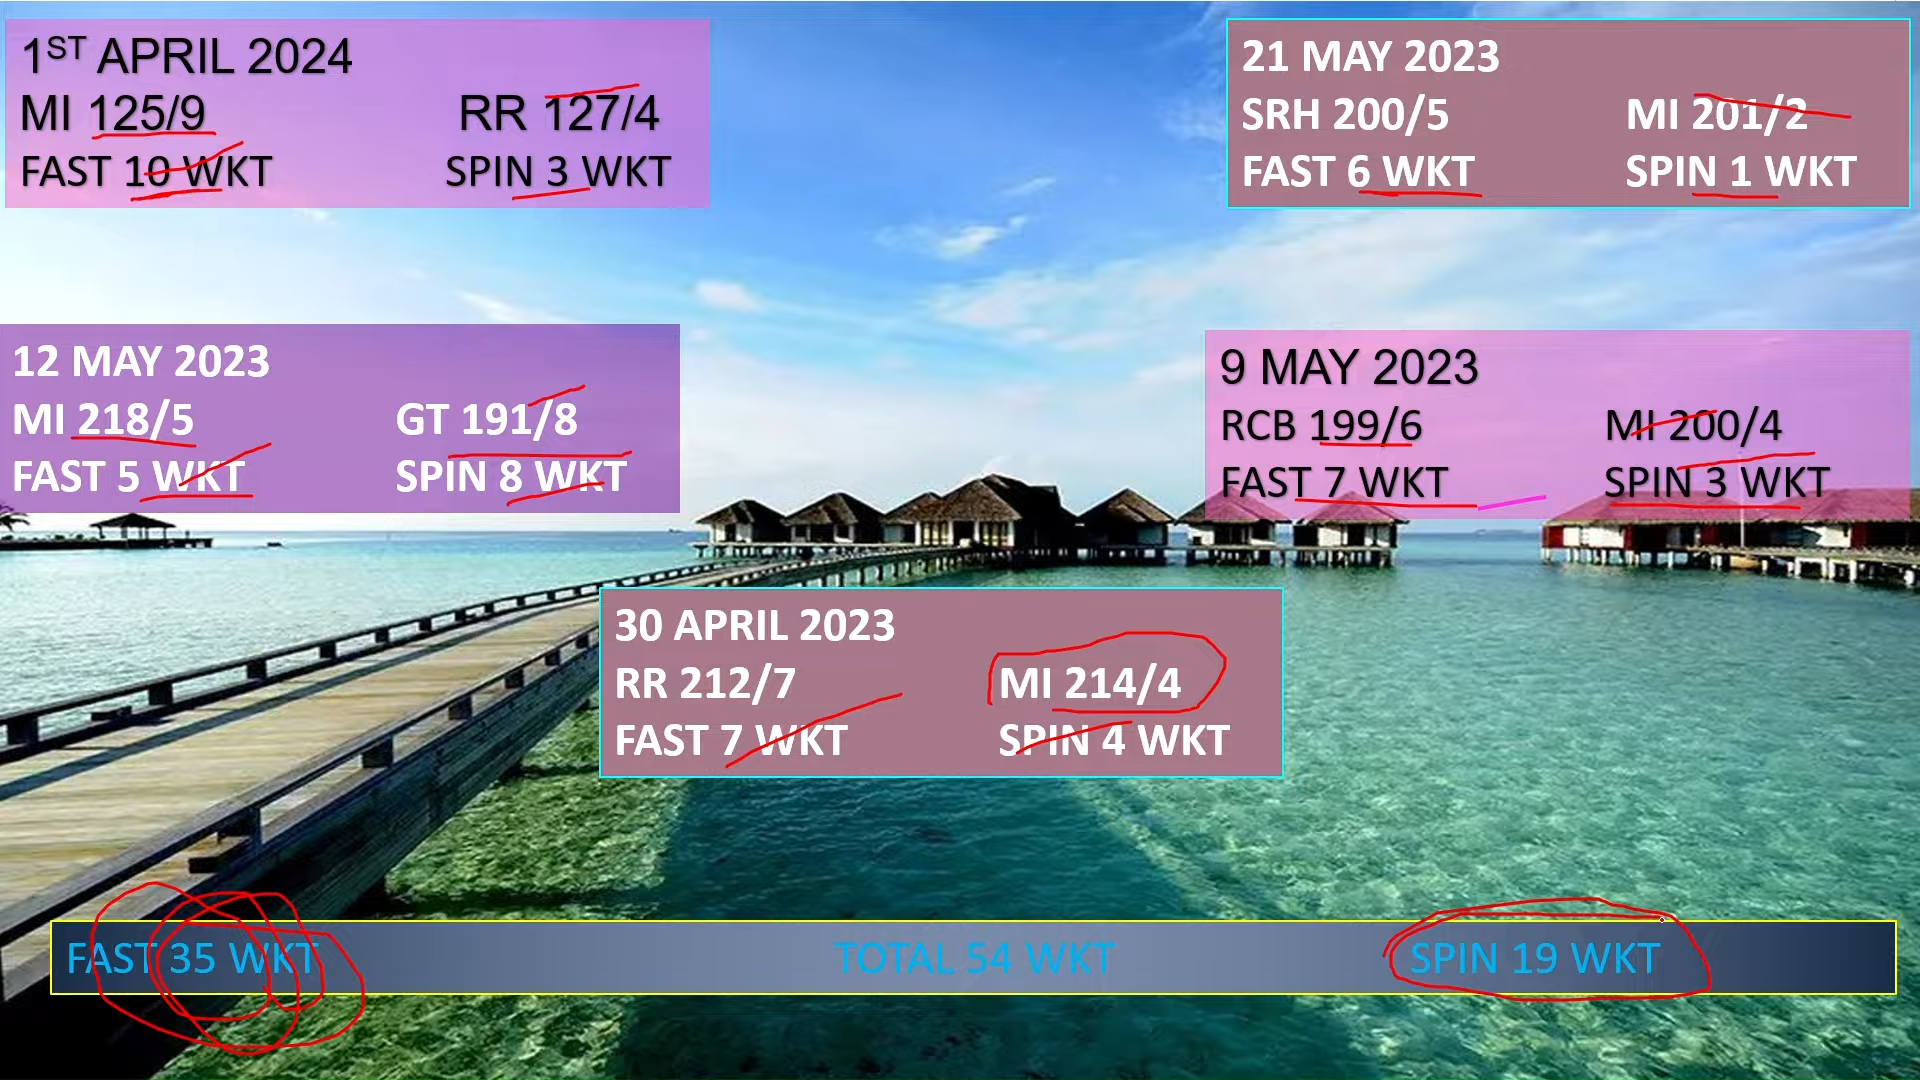 1ST APRIL 2024
MI 125/9 RR 127/4
FAST 10 WKT SPIN 3 WKT
21 MAY 2023
SRH 200/5 MI 201/2
FAST 6 WKT SPIN 1 WKT
12 MAY 2023
MI 218/5 GT 191/8
FAST 5 WKT SPIN 8 WKT
9 MAY 2023
RCB 199/6 MI 200/4
FAST 7 WKT SPIN 3 WKT
30 APRIL 2023
RR 212/7 MI 214/4
FAST 7 WKT SPIN 4 WKT
FAST 35 WKT TOTAL 54 WKT SPIN 19 WKT